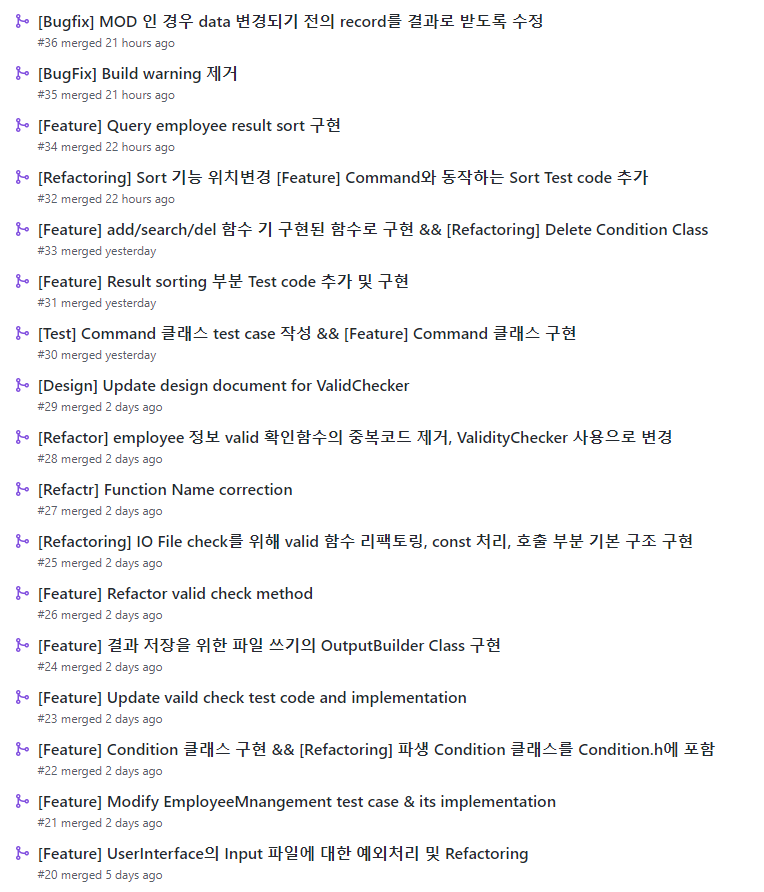 [Bugfix] MOD 인 경우 data 변경되기 전의 record를 결과로 받도록 수정
#36 merged 21 hours ago
[BugFix] Build warning 제거
#35 merged 21 hours ago
[Feature] Query employee result sort 구현
#34 merged 22 hours ago
[Refactoring] Sort 기능 위치변경 [Feature] Command와 동작하는 Sort Test code 추가
#32 merged 22 hours ago
[Feature] add/search/del 함수 기 구현된 함수로 구현 && [Refactoring] Delete Condition Class
#33 merged yesterday
[Feature] Result sorting 부분 Test code 추가 및 구현
#31 merged yesterday
[Test] Command 클래스 test case 작성 && [Feature] Command 클래스 구현
#30 merged yesterday
[Design] Update design document for ValidChecker
#29 merged 2 days ago
[Refactor] employee 정보 valid 확인함수의 중복코드 제거, ValidityChecker 사용으로 변경
#28 merged 2 days ago
[Refactr] Function Name correction
#27 merged 2 days ago
[Refactoring] IO File check를 위해 valid 함수 리팩토링, const 처리, 호출 부분 기본 구조 구현
#25 merged 2 days ago
[Feature] Refactor valid check method
#26 merged 2 days ago
[Feature] 결과 저장을 위한 파일 쓰기의 OutputBuilder Class 구현
#24 merged 2 days ago
[Feature] Update vaild check test code and implementation
#23 merged 2 days ago
[Feature] Condition 클래스 구현 && [Refactoring] 파생 Condition 클래스를 Condition.h에 포함
#22 merged 2 days ago
[Feature] Modify EmployeeMnangement test case & its implementation
#21 merged 2 days ago
[Feature] UserInterface의 Input 파일에 대한 예외처리 및 Refactoring
#20 merged 5 days ago